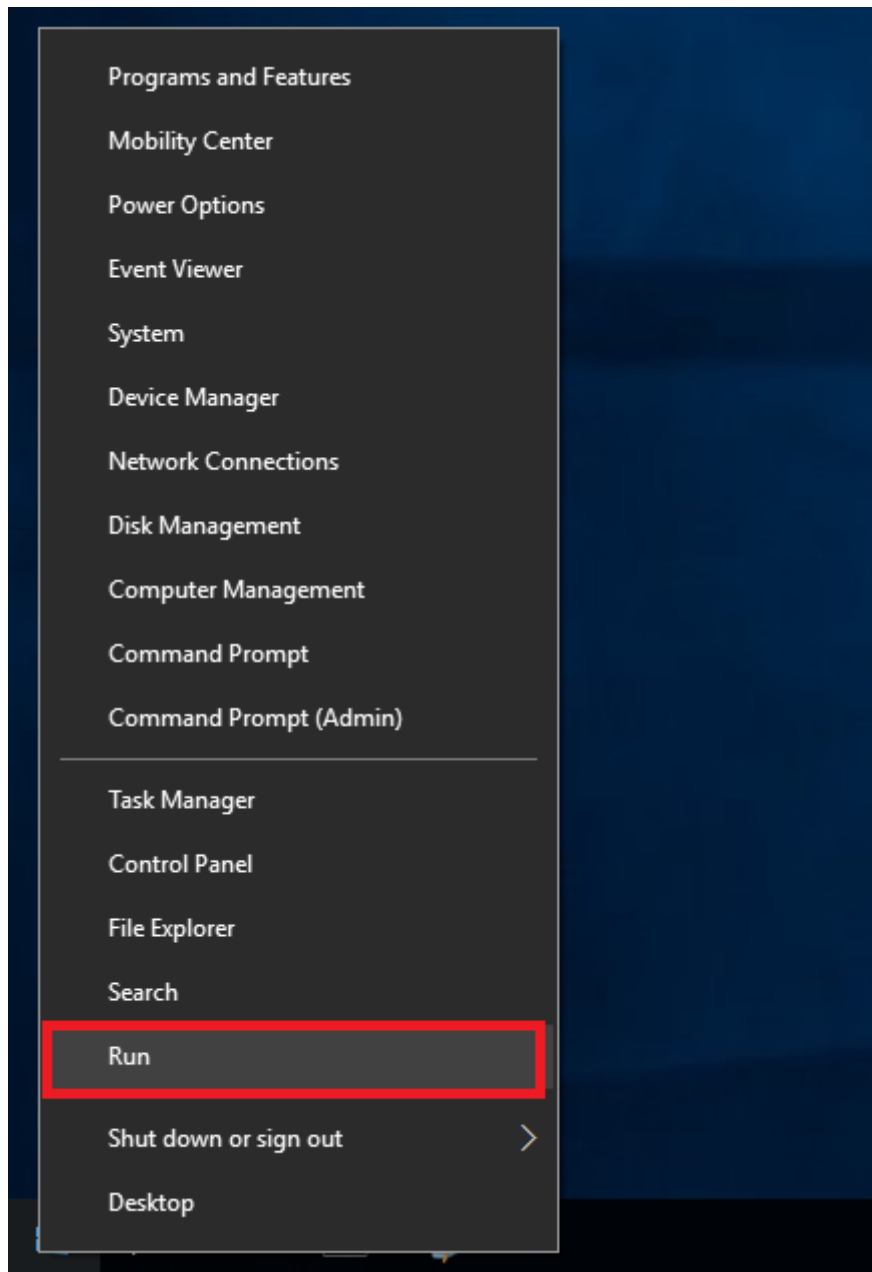 Programs and Features
Mobility Center
Power Options
Event Viewer
System
Device Manager
Network Connections
Disk Management
Computer Management
Command Prompt
Command Prompt (Admin)
Task Manager
Control Panel
File Explorer
Search
Run
Shut down or sign out
Desktop